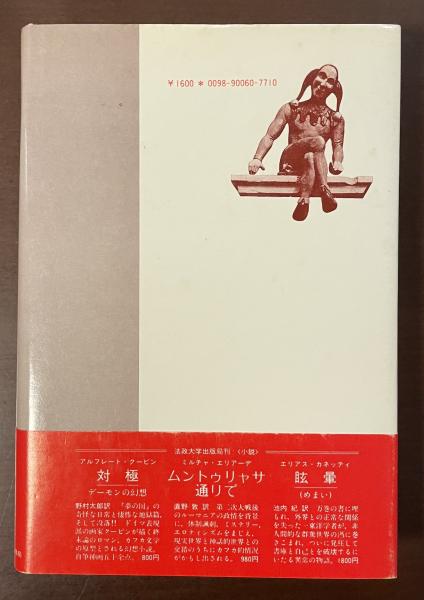 ¥1600 * 0098-90060-7710
法政大学出版局刊 〈小説〉
アルフレート・クービン
対極
デーモンの幻想
野村太郎訳 「夢の国」の
奇怪な日常と凄惨な地獄篇、
そして没落!! ドイツ表現
派の画家クービンが描く終
末論のロマン。カフカ文学
の原型とされる幻想小説。
自筆挿画五十余点。 800円
ミルチャ・エリアーデ
ムントゥリャサ
通りで
直野敦訳 第二次大戦後
のルーマニアの政情を背景
に、体制諷刺、ミステリー、
エロティシズムをまじえ、
現実世界と神話的世界との
交錯のうちにカフカ的情況
がかもし出される。 980円
エリアス・カネッティ
眩暈
(めまい)
池内紀訳 万巻の書に埋
もれ、外界との正常な関係
を失った一東洋学者が、非
人間的な群衆世界の渦に巻
きこまれ、ついに発狂して
書庫と自己とを破壊するに
いたる異常の物語。 1800円